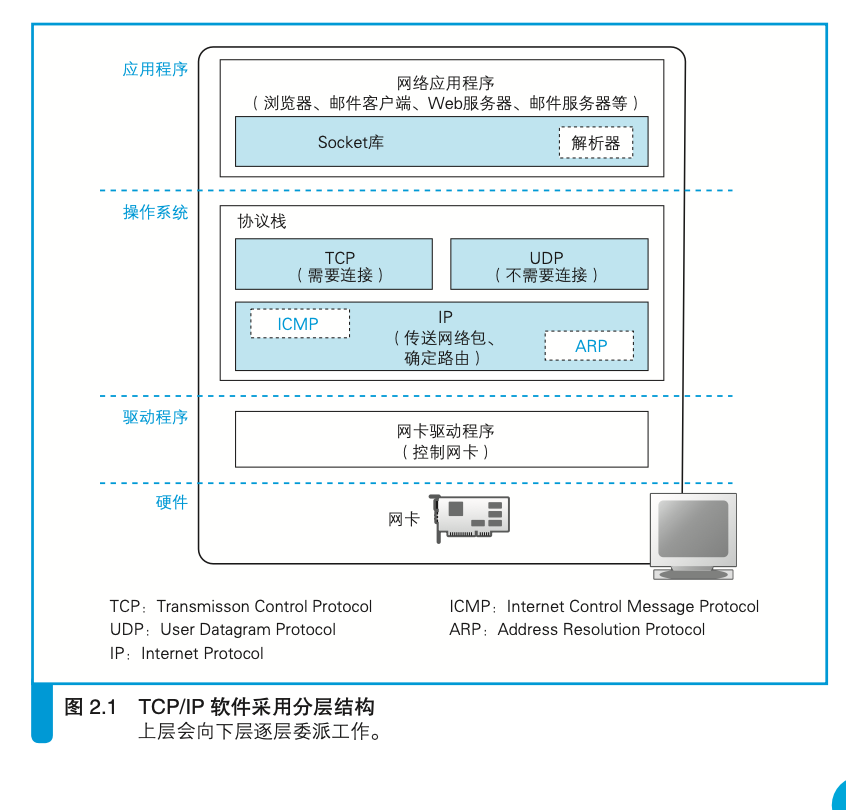 应用程序
网络应用程序
（浏览器、邮件客户端、Web服务器、邮件服务器等）
Socket库
解析器
操作系统
协议栈
TCP
（需要连接）
UDP
（不需要连接）
ICMP
IP
（传送网络包、
确定路由）
ARP
驱动程序
网卡驱动程序
（控制网卡）
硬件
网卡
TCP：Transmisson Control Protocol
UDP：User Datagram Protocol
IP：Internet Protocol
ICMP：Internet Control Message Protocol
ARP：Address Resolution Protocol
图 2.1 TCP/IP 软件采用分层结构
上层会向下层逐层委派工作。